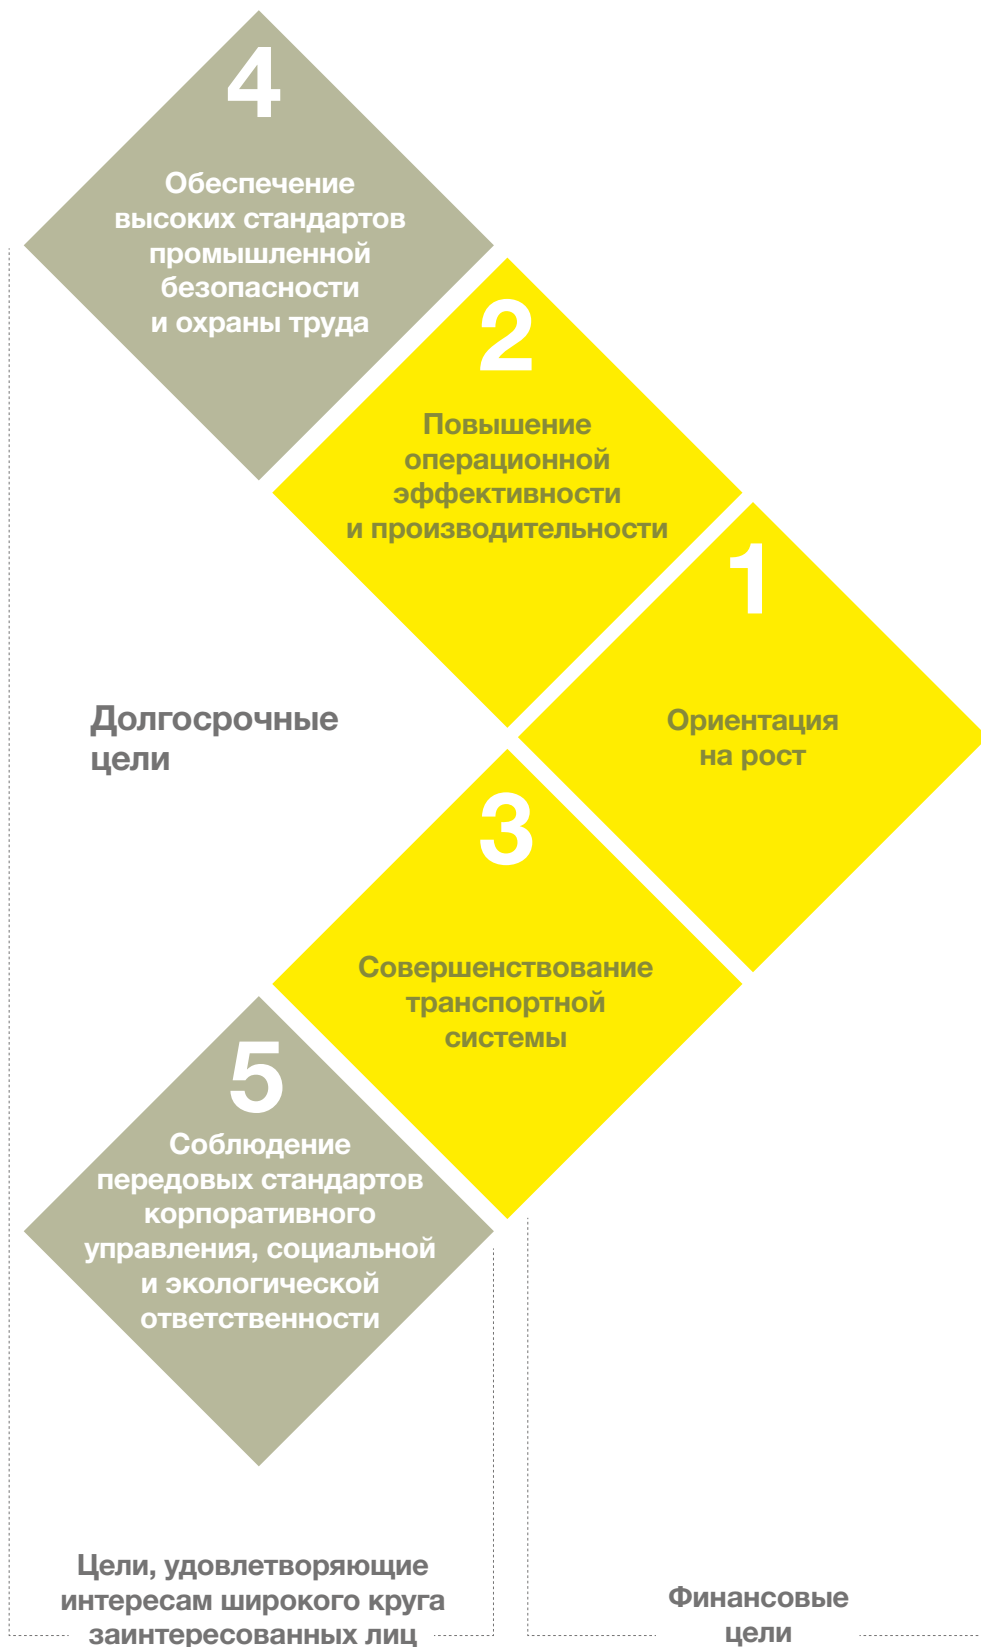 4
Обеспечение
высоких стандартов
промышленной
безопасности
и охраны труда
2
Повышение
операционной
эффективности
и производительности
1
Ориентация
на рост
Долгосрочные
цели
3
Совершенствование
транспортной
системы
5
Соблюдение
передовых стандартов
корпоративного
управления, социальной
и экологической
ответственности
Цели, удовлетворяющие
интересам широкого круга
заинтересованных лиц
Финансовые
цели